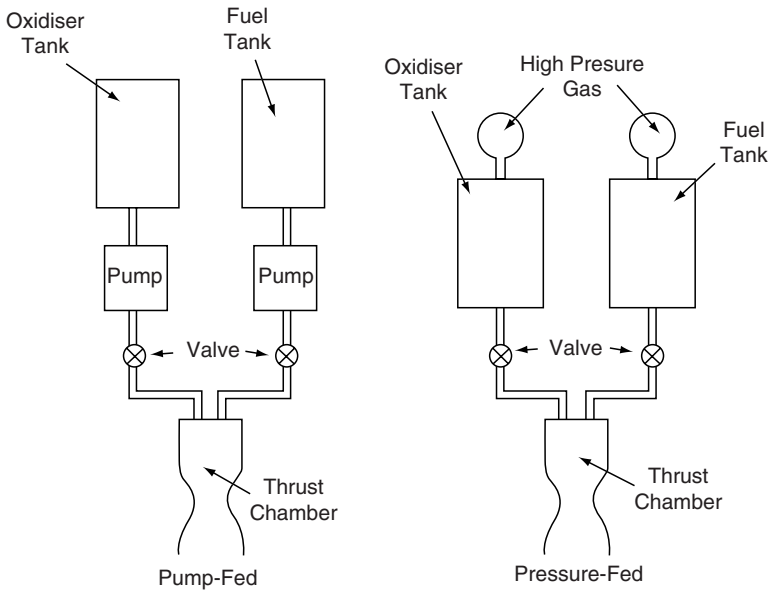 Oxidiser
Tank
Fuel
Tank
Pump
Pump
Valve
Thrust
Chamber
Pump-Fed
Oxidiser
Tank
High Presure
Gas
Fuel
Tank
Valve
Thrust
Chamber
Pressure-Fed